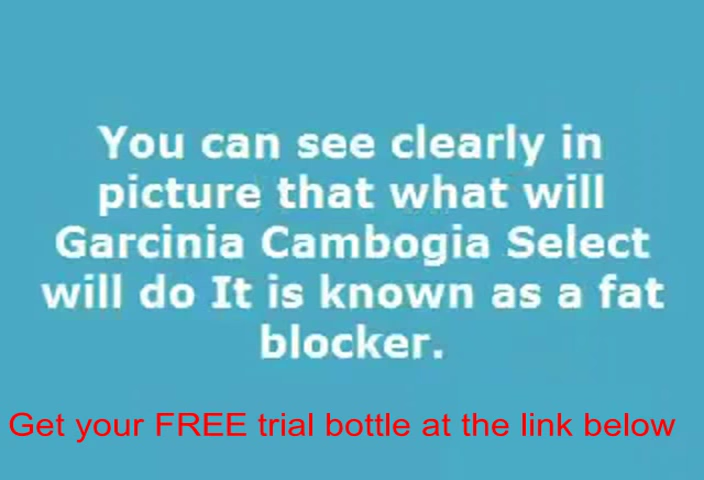 You can see clearly in
picture that what will
Garcinia Cambogia Select
will do It is known as a fat
blocker.
Get your FREE trial bottle at the link below